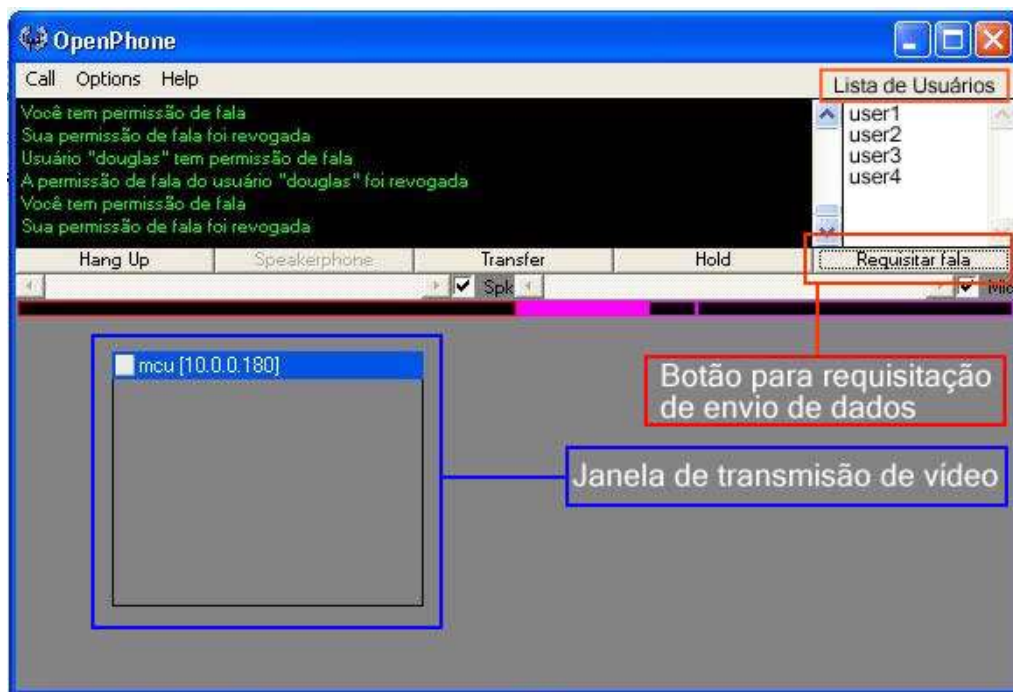 OpenPhone
Call Options Help
Lista de Usuários
Você tem permissão de fala
Sua permissão de fala foi revogada
Usuário "douglas" tem permissão de fala
A permissão de fala do usuário "douglas" foi revogada
Você tem permissão de fala
Sua permissão de fala foi revogada
user1
user2
user3
user4
Hang Up Speakerphone Transfer Hold Requisitar fala
Spk Mic
mcu [10.0.0.180]
Botão para requisitação
de envio de dados
Janela de transmissão de vídeo